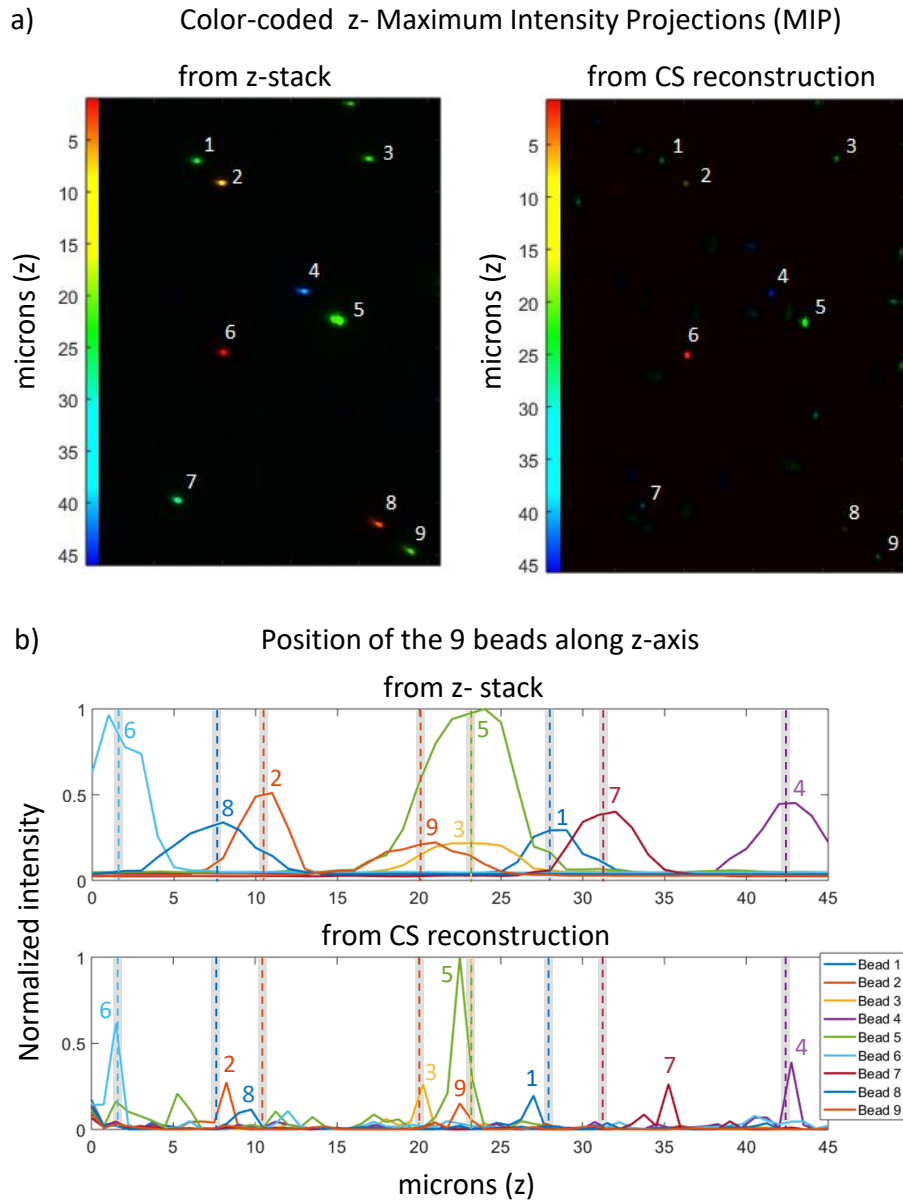 a) Color-coded z- Maximum Intensity Projections (MIP)
from z-stack
from CS reconstruction
microns (z)
5
10
15
20
25
30
35
40
45
1
2
3
4
5
6
7
8
9
microns (z)
5
10
15
20
25
30
35
40
45
1
2
3
4
5
6
7
8
9
b) Position of the 9 beads along z-axis
from z- stack
Normalized intensity
1
0.5
0
6
8
2
9
3
5
1
7
4
0 5 10 15 20 25 30 35 40 45
from CS reconstruction
1
0.5
0
6
2
8
3
5
9
1
7
4
Bead 1
Bead 2
Bead 3
Bead 4
Bead 5
Bead 6
Bead 7
Bead 8
Bead 9
0 5 10 15 20 25 30 35 40 45
microns (z)